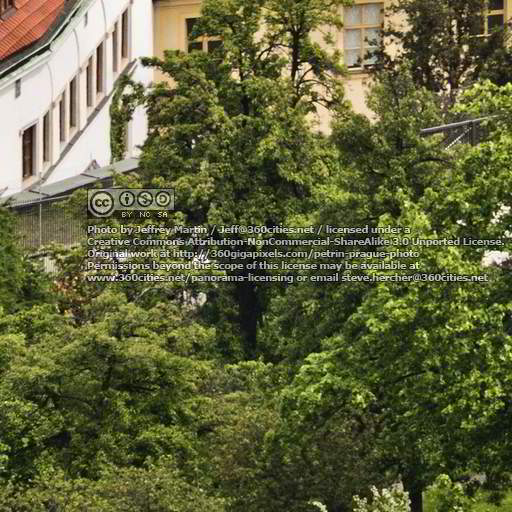 cc
BY NC SA
Photo by Jeffrey Martin / Jeff@360cities.net / licensed under a
Creative Commons Attribution-NonCommercial-ShareAlike 3.0 Unported License.
Original work at http://360gigapixels.com/petrin-prague-photo
Permissions beyond the scope of this license may be available at
www.360cities.net/panorama-licensing or email steve.hercher@360cities.net